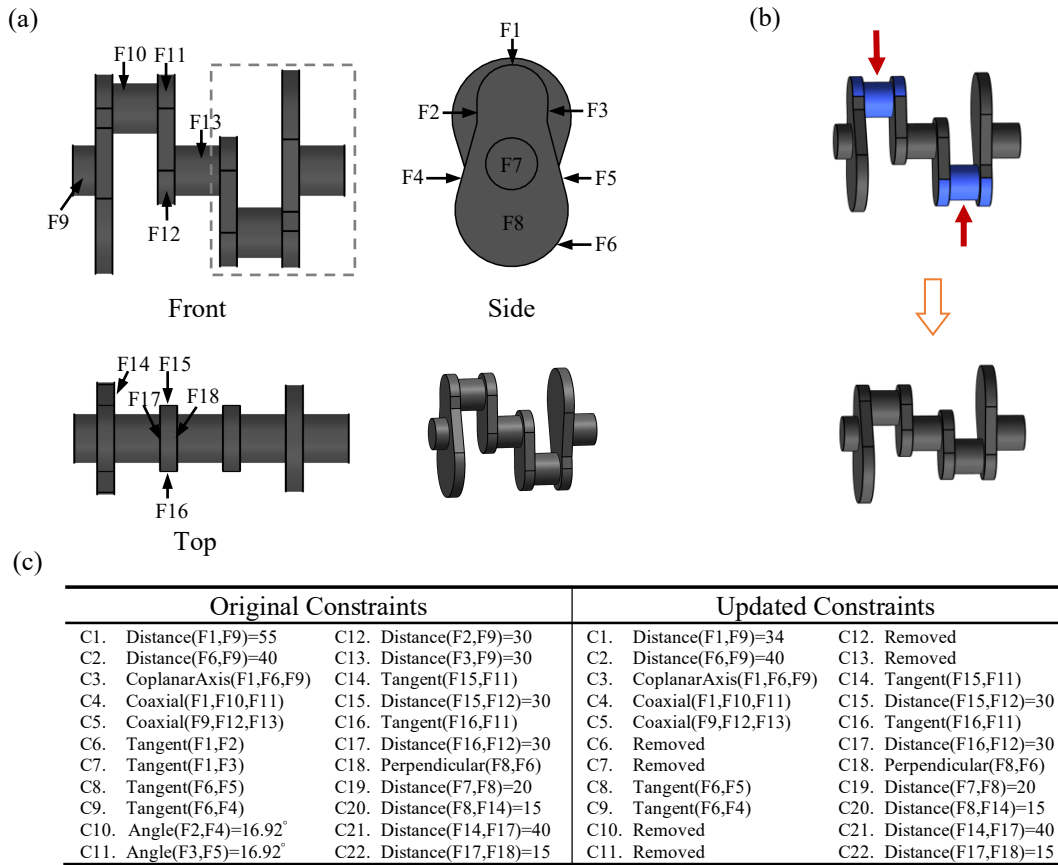 (a)
(b)
F1
F10
F11
F2
F3
F13
F7
F4
F5
F9
F12
F8
F6
Front
Side
F14
F15
F17
F18
F16
Top
(c)
Original Constraints
Updated Constraints
C1. Distance(F1,F9)=55
C12. Distance(F2,F9)=30
C1. Distance(F1,F9)=34
C12. Removed
C2. Distance(F6,F9)=40
C13. Distance(F3,F9)=30
C2. Distance(F6,F9)=40
C13. Removed
C3. CoplanarAxis(F1,F6,F9)
C14. Tangent(F15,F11)
C3. CoplanarAxis(F1,F6,F9)
C14. Tangent(F15,F11)
C4. Coaxial(F1,F10,F11)
C15. Distance(F15,F12)=30
C4. Coaxial(F1,F10,F11)
C15. Distance(F15,F12)=30
C5. Coaxial(F9,F12,F13)
C16. Tangent(F16,F11)
C5. Coaxial(F9,F12,F13)
C16. Tangent(F16,F11)
C6. Tangent(F1,F2)
C17. Distance(F16,F12)=30
C6. Removed
C17. Distance(F16,F12)=30
C7. Tangent(F1,F3)
C18. Perpendicular(F8,F6)
C7. Removed
C18. Perpendicular(F8,F6)
C8. Tangent(F6,F5)
C19. Distance(F7,F8)=20
C8. Tangent(F6,F5)
C19. Distance(F7,F8)=20
C9. Tangent(F6,F4)
C20. Distance(F8,F14)=15
C9. Tangent(F6,F4)
C20. Distance(F8,F14)=15
C10. Angle(F2,F4)=16.92°
C21. Distance(F14,F17)=40
C10. Removed
C21. Distance(F14,F17)=40
C11. Angle(F3,F5)=16.92°
C22. Distance(F17,F18)=15
C11. Removed
C22. Distance(F17,F18)=15